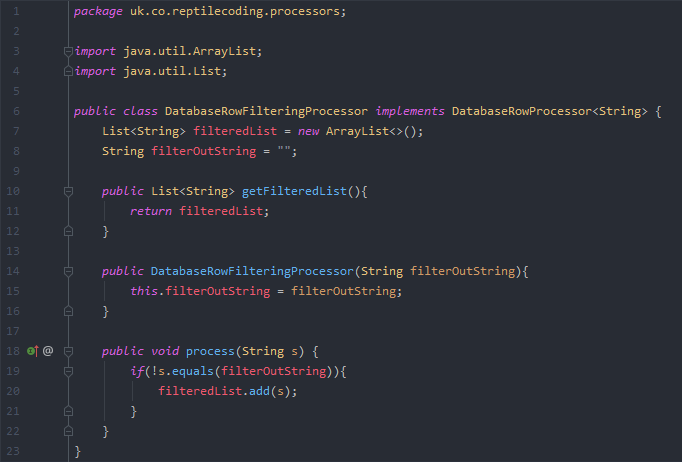 1 package uk.co.reptilecoding.processors;
2
3 import java.util.ArrayList;
4 import java.util.List;
5
6 public class DatabaseRowFilteringProcessor implements DatabaseRowProcessor<String> {
7 List<String> filteredList = new ArrayList<>();
8 String filterOutString = "";
9
10 public List<String> getFilteredList(){
11 return filteredList;
12 }
13
14 public DatabaseRowFilteringProcessor(String filterOutString){
15 this.filterOutString = filterOutString;
16 }
17
18 @ public void process(String s) {
19 if(!s.equals(filterOutString)){
20 filteredList.add(s);
21 }
22 }
23 }